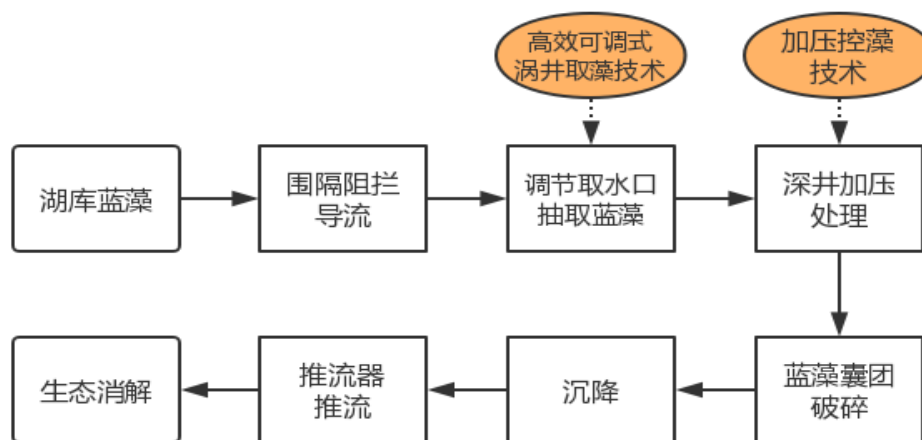 高效可调式
涡井取藻技术
加压控藻
技术
湖库蓝藻
围隔阻拦
导流
调节取水口
抽取蓝藻
深井加压
处理
生态消解
推流器
推流
沉降
蓝藻囊团
破碎